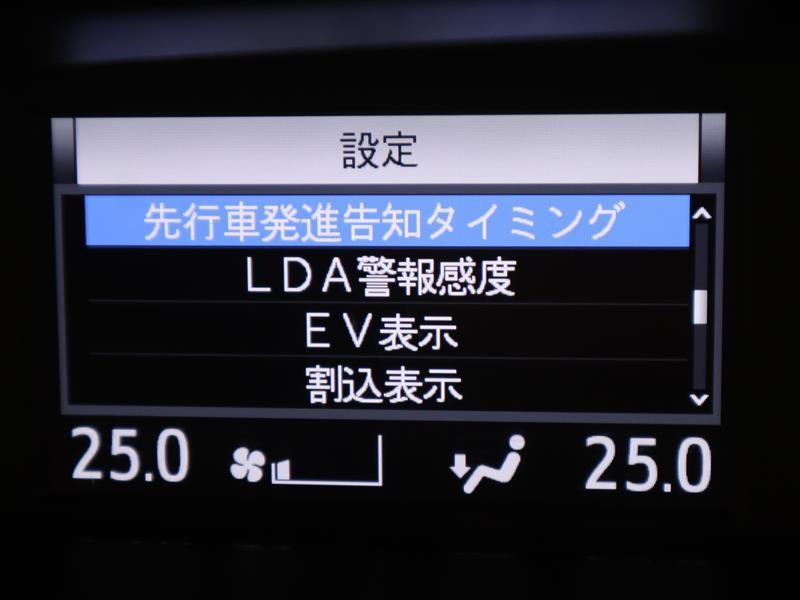 設定
先行車発進告知タイミング
ＬＤＡ警報感度
ＥＶ表示
割込表示
25.0 25.0